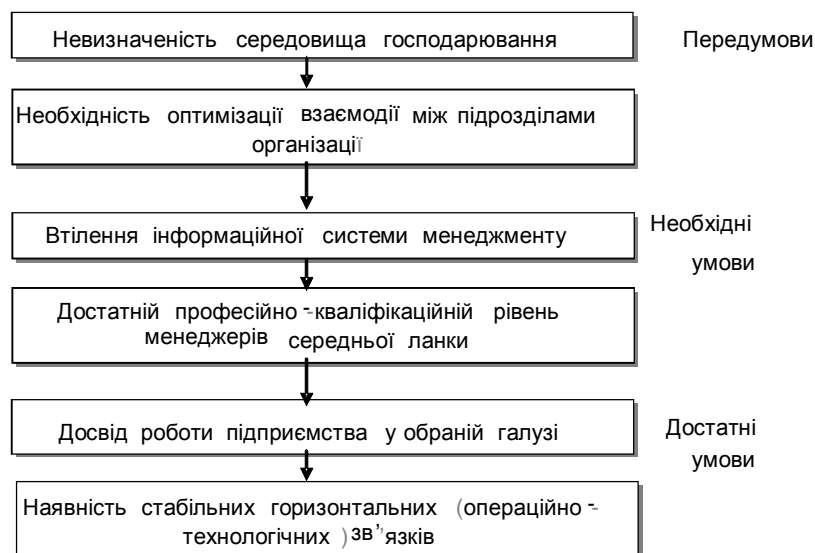 Невизначеність середовища господарювання
Передумови
Необхідність оптимізації взаємодії між підрозділами
організації
Втілення інформаційної системи менеджменту
Необхідні
умови
Достатній професійно-кваліфікаційній рівень
менеджерів середньої ланки
Досвід роботи підприємства у обраній галузі
Достатні
умови
Наявність стабільних горизонтальних (операційно-
технологічних) зв’язків